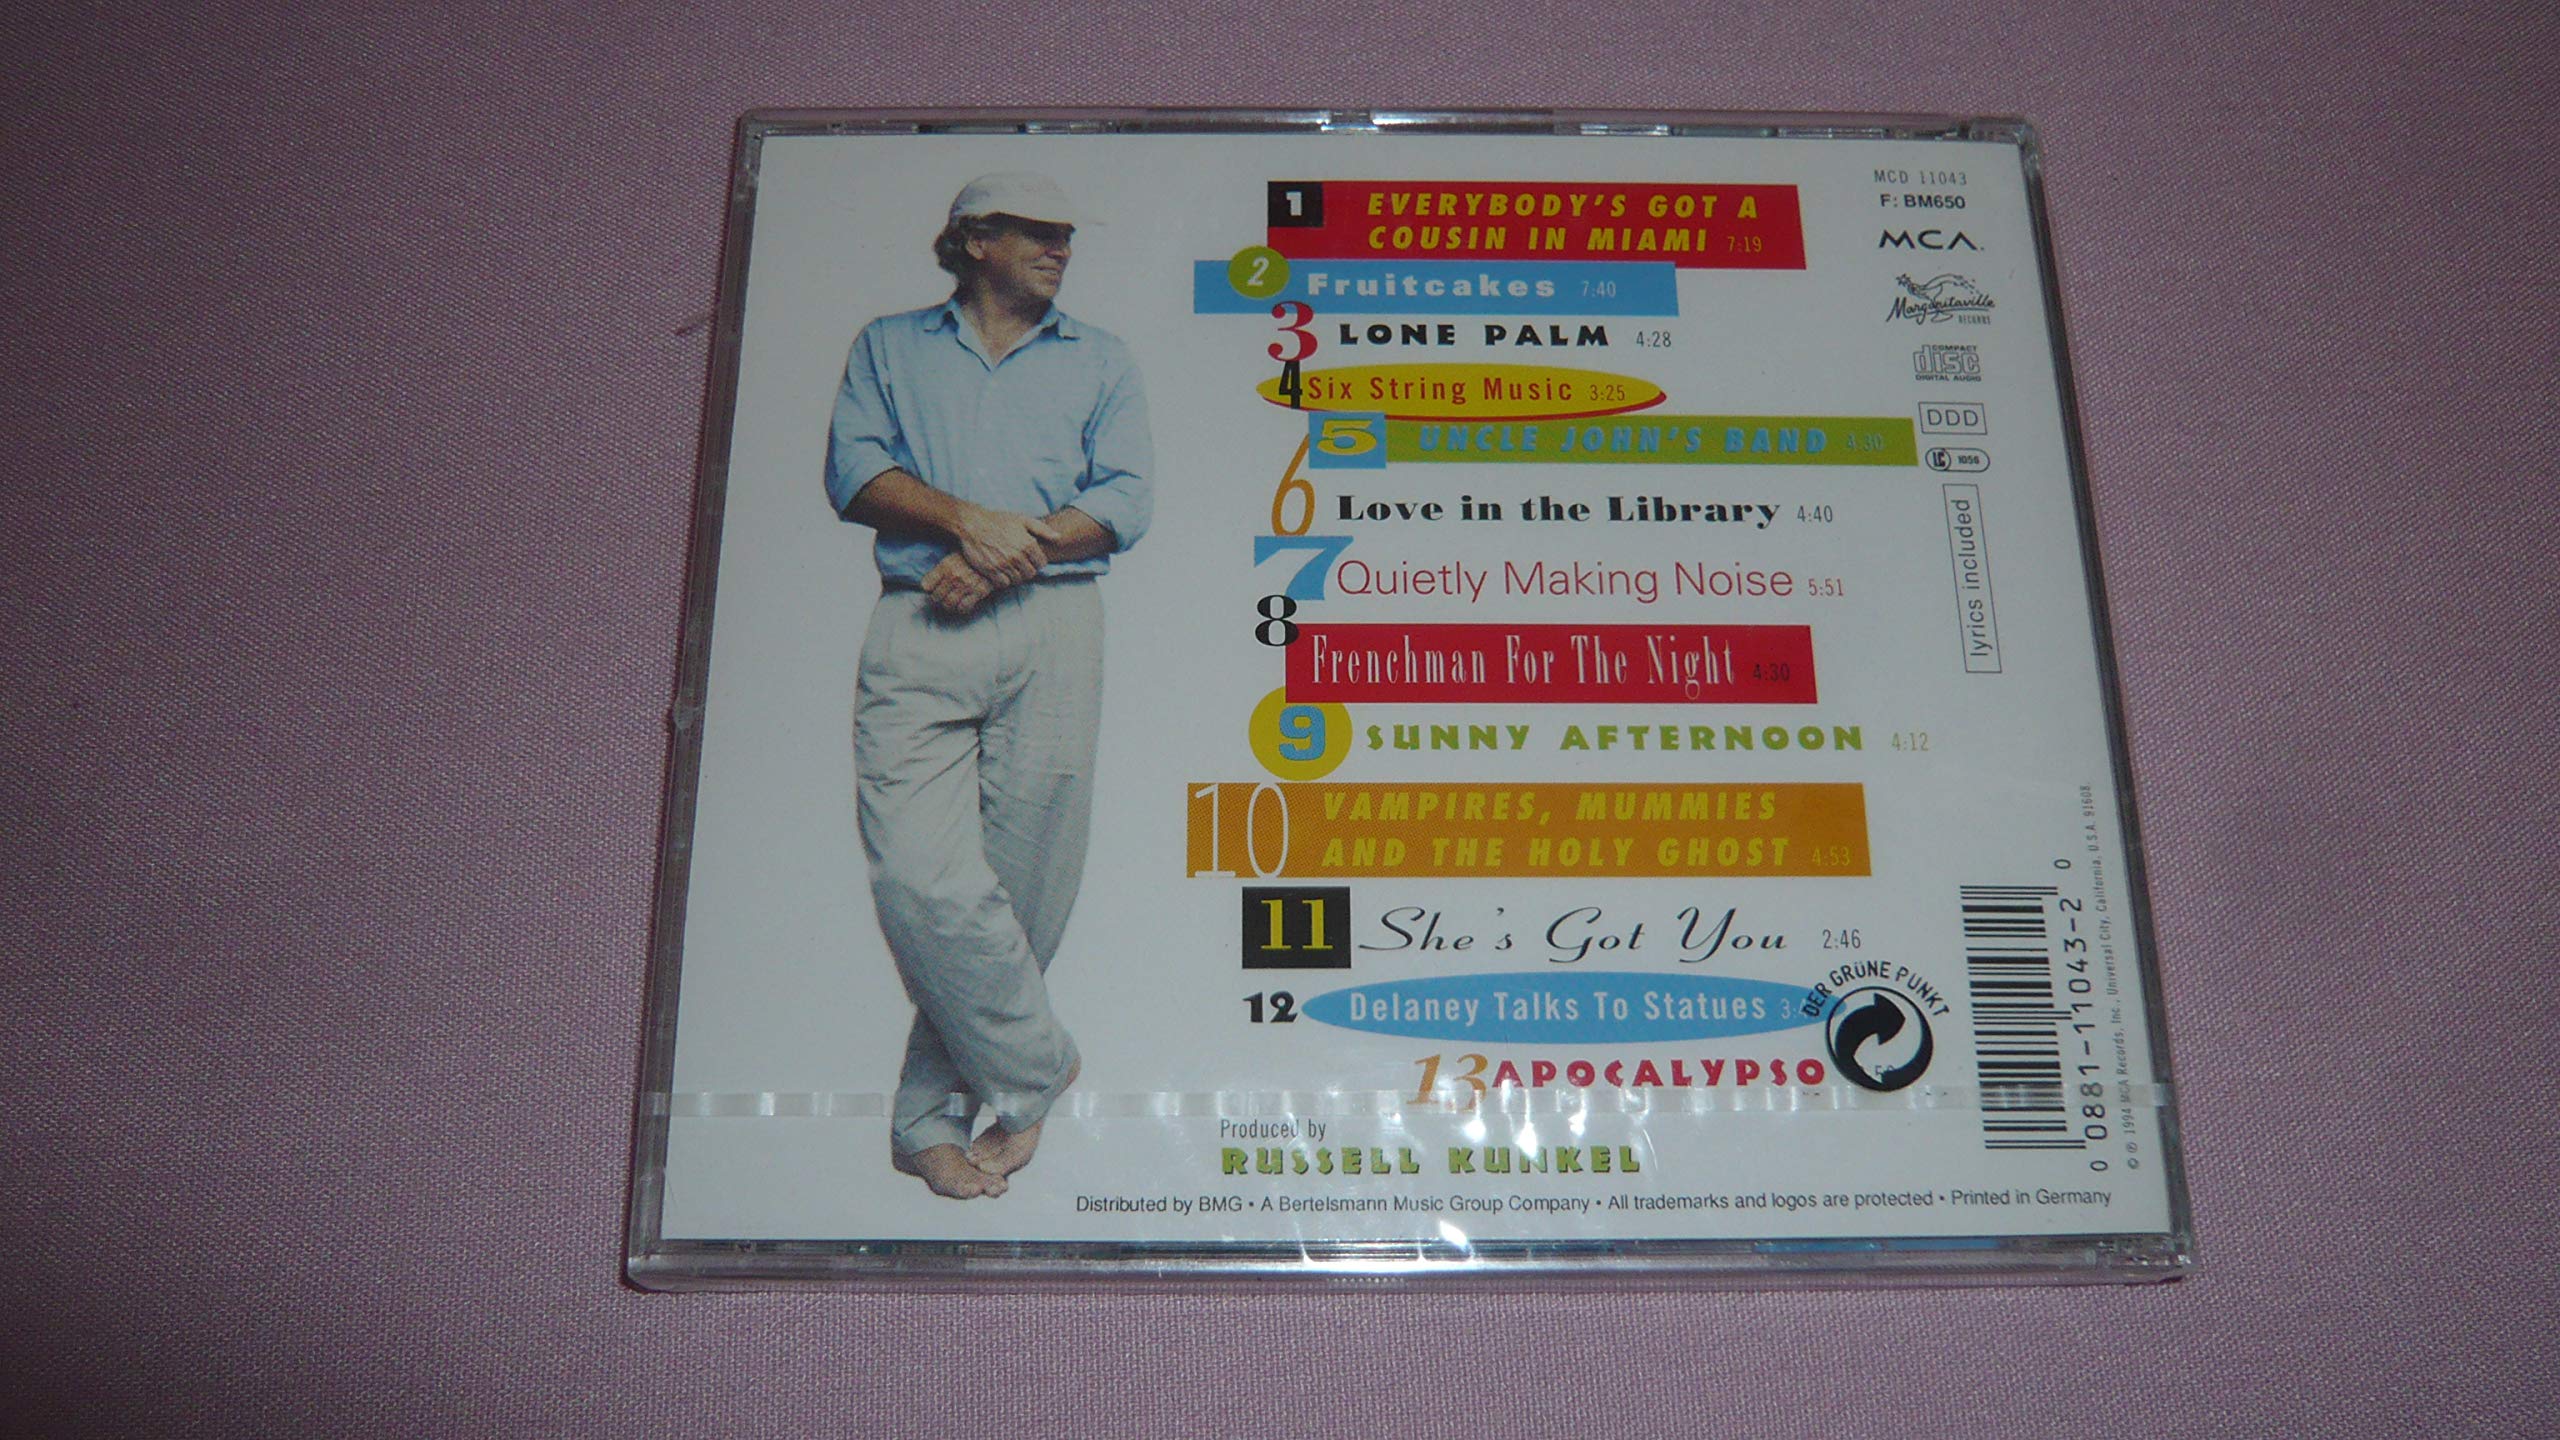 1 EVERYBODY'S GOT A
COUSIN IN MIAMI 7:19
2 Fruitcakes 7:40
3 LONE PALM 4:28
4 Six String Music 3:25
5 UNCLE JOHN'S BAND 4:30
6 Love in the Library 4:40
7 Quietly Making Noise 5:51
8 Frenchman For The Night 4:30
9 SUNNY AFTERNOON 4:12
10 VAMPIRES, MUMMIES
AND THE HOLY GHOST 4:53
11 She's Got You 2:46
12 Delaney Talks To Statues
13 APOCALYPSO
Produced by
RUSSELL KUNKEL
Distributed by BMG • A Bertelsmann Music Group Company • All trademarks and logos are protected • Printed in Germany
MCD 11043
F: BM650
MCA.
Margaritaville
RECORDS
COMPACT
disc
DIGITAL AUDIO
DDD
LC 1056
lyrics included
DER GRÜNE PUNKT
0 0881-11043-2 0
© ℗ 1994 MCA Records, Inc., Universal City, California, U.S.A. 91608.